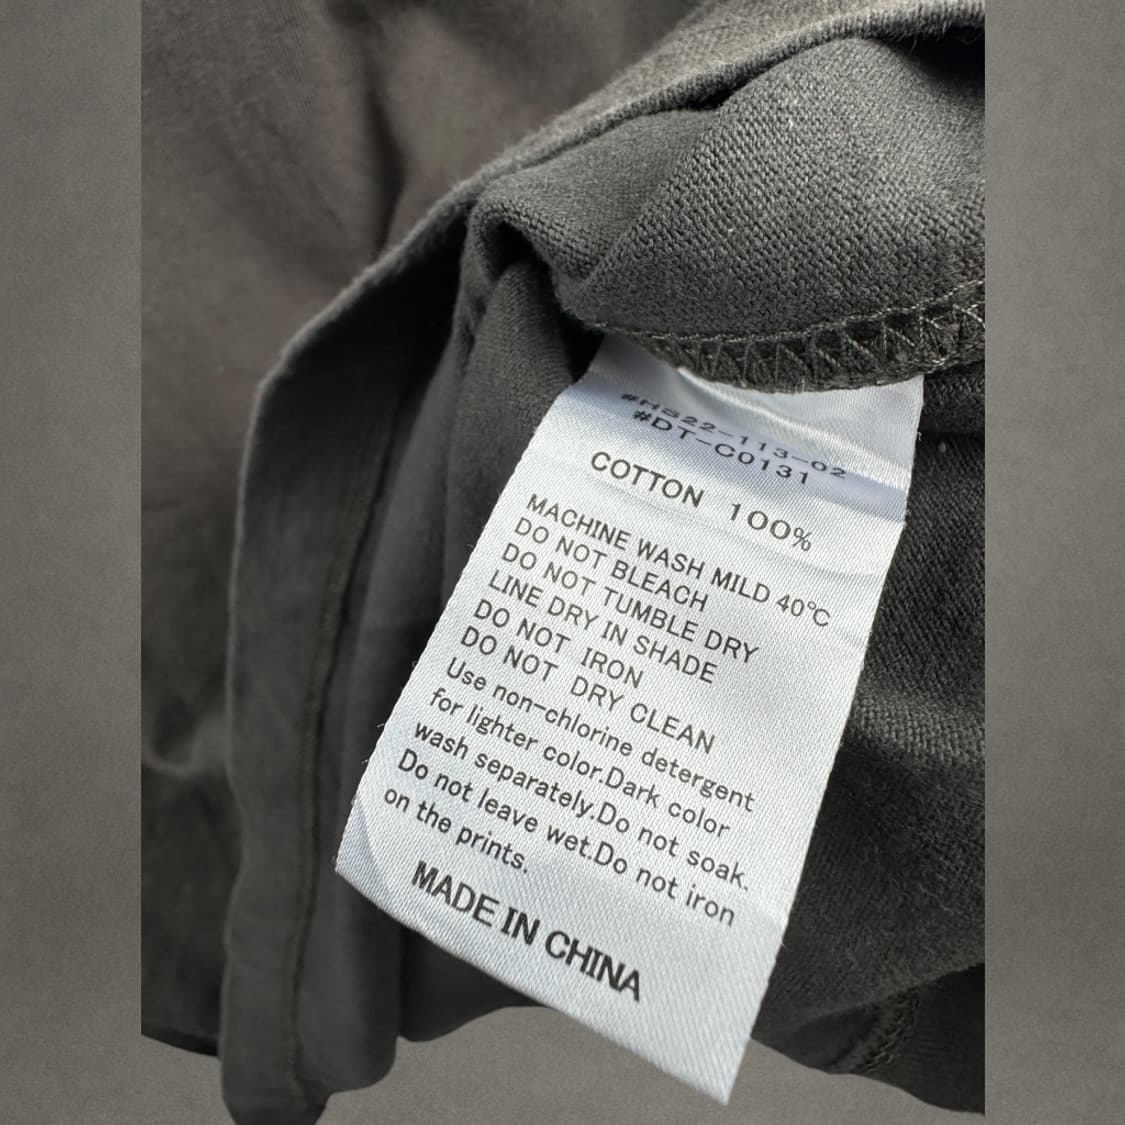 #HS22-113-02
#DT-C0131
COTTON 100%
MACHINE WASH MILD 40℃
DO NOT BLEACH
DO NOT TUMBLE DRY
LINE DRY IN SHADE
DO NOT IRON
DO NOT DRY CLEAN
Use non-chlorine detergent
for lighter color.Dark color
wash separately.Do not soak.
Do not leave wet.Do not iron
on the prints.
MADE IN CHINA